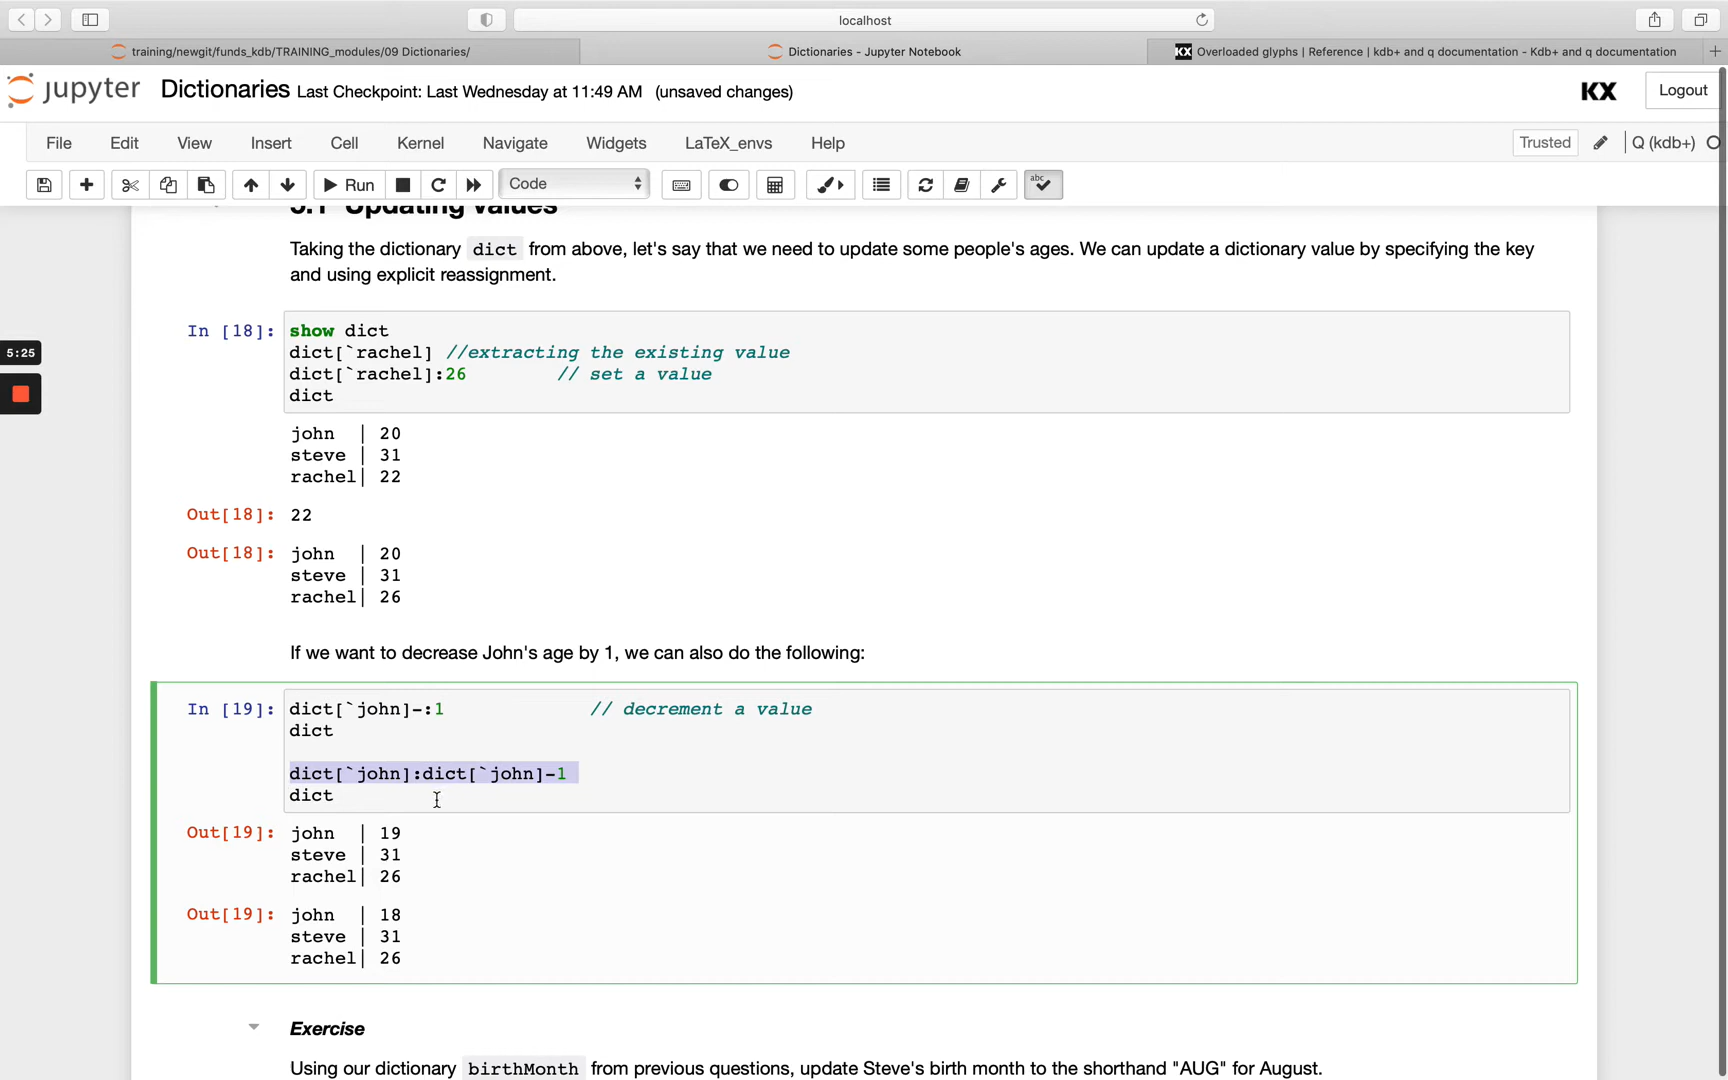 localhost
training/newgit/funds_kdb/TRAINING_modules/09 Dictionaries/
Dictionaries - Jupyter Notebook
KX Overloaded glyphs | Reference | kdb+ and q documentation - Kdb+ and q documentation
jupyter Dictionaries Last Checkpoint: Last Wednesday at 11:49 AM (unsaved changes)
KX
Logout
File Edit View Insert Cell Kernel Navigate Widgets LaTeX_envs Help
Trusted
Q (kdb+)
Run
Code
abc
5.1 Updating values
Taking the dictionary dict from above, let's say that we need to update some people's ages. We can update a dictionary value by specifying the key
and using explicit reassignment.
In [18]: show dict
dict[`rachel] //extracting the existing value
dict[`rachel]:26 // set a value
dict
5:25
john | 20
steve | 31
rachel| 22
Out[18]: 22
Out[18]: john | 20
steve | 31
rachel| 26
If we want to decrease John's age by 1, we can also do the following:
In [19]: dict[`john]-:1 // decrement a value
dict
dict[`john]:dict[`john]-1
dict
Out[19]: john | 19
steve | 31
rachel| 26
Out[19]: john | 18
steve | 31
rachel| 26
Exercise
Using our dictionary birthMonth from previous questions, update Steve's birth month to the shorthand "AUG" for August.